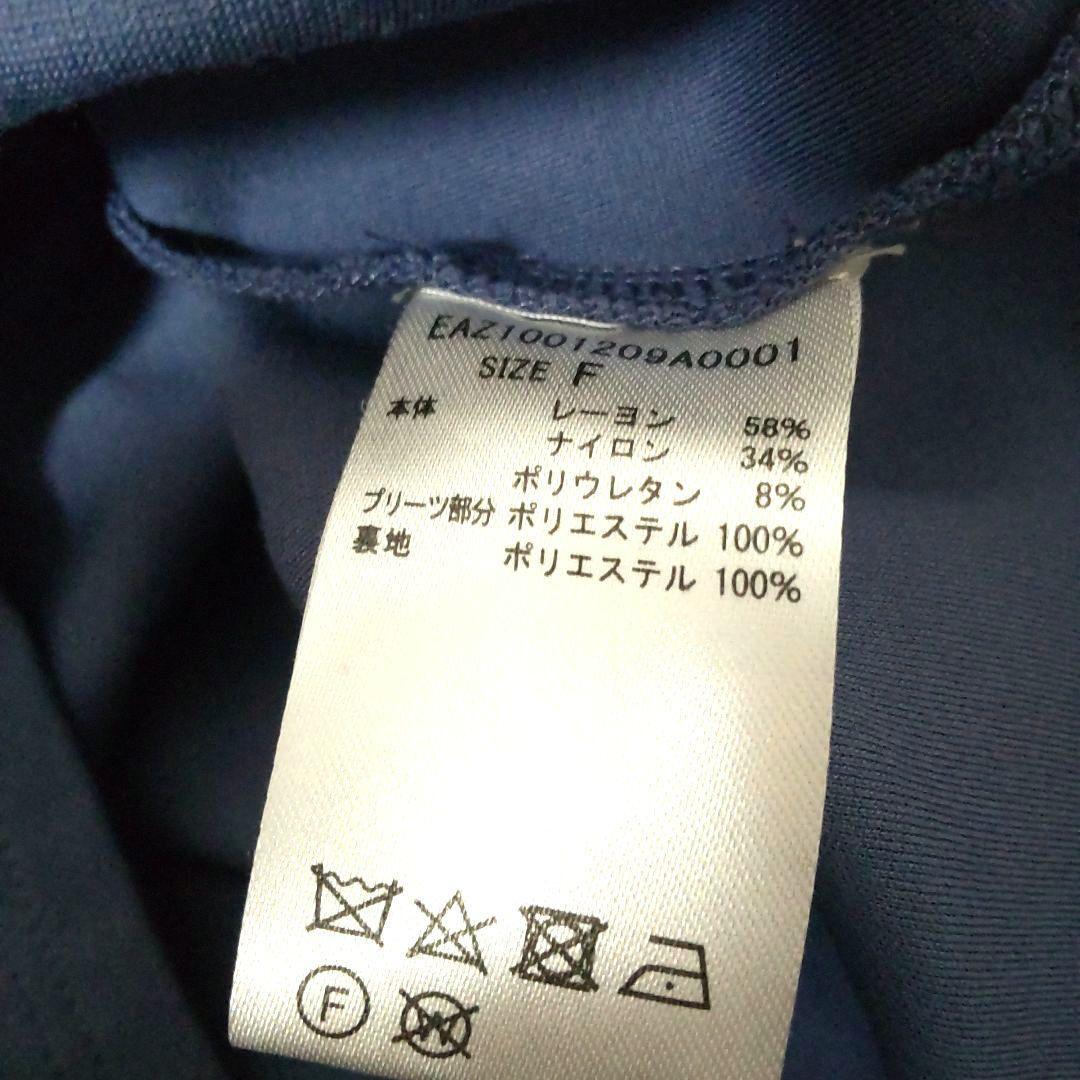 EAZ1001209A0001
SIZE F
本体 レーヨン 58%
ナイロン 34%
ポリウレタン 8%
プリーツ部分 ポリエステル 100%
裏地 ポリエステル 100%
F W